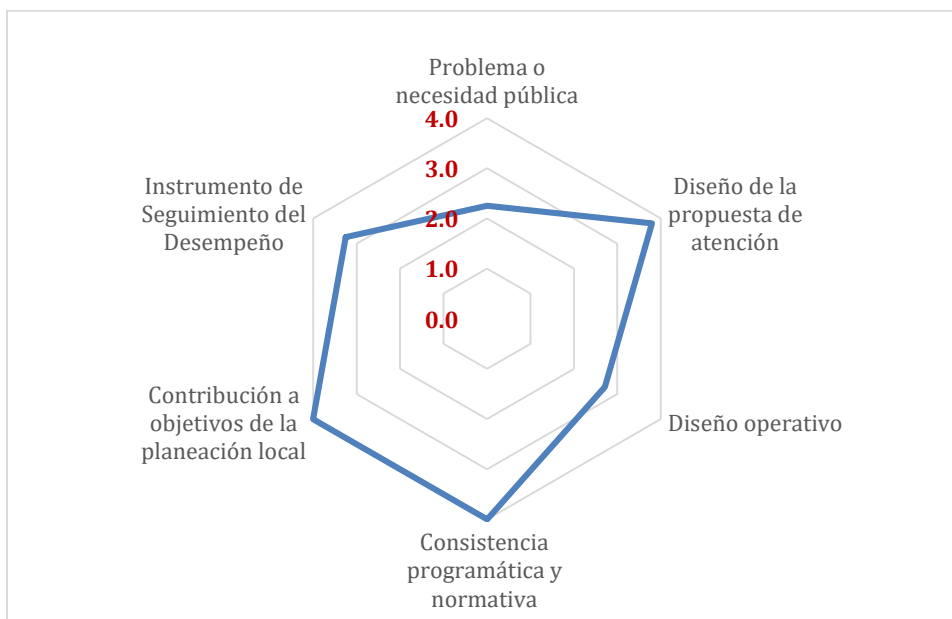 Problema o
necesidad pública
4.0
3.0
2.0
1.0
0.0
Diseño de la
propuesta de
atención
Diseño operativo
Consistencia
programática y
normativa
Contribución a
objetivos de la
planeación local
Instrumento de
Seguimiento del
Desempeño